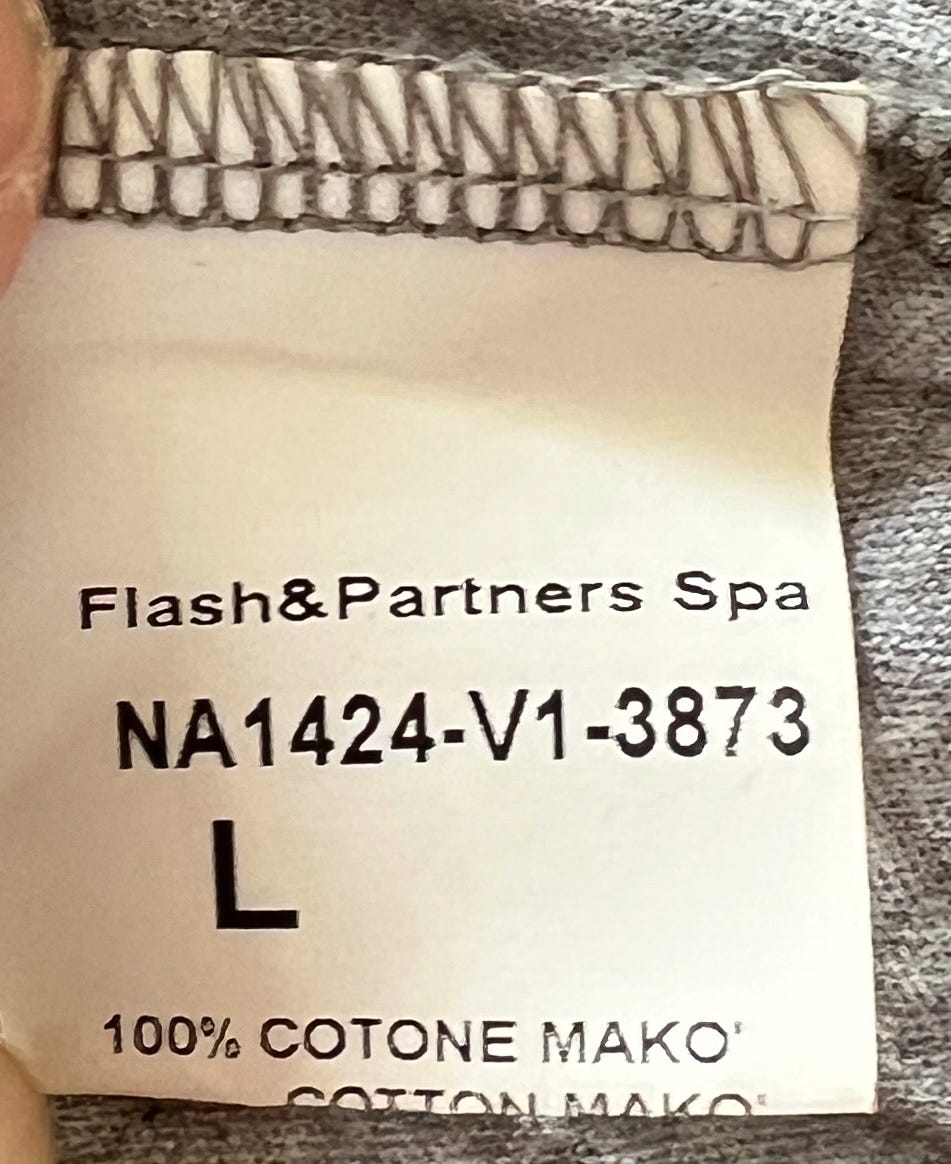 Flash&Partners Spa
NA1424-V1-3873
L
100% COTONE MAKO'
COTTON MAKO'